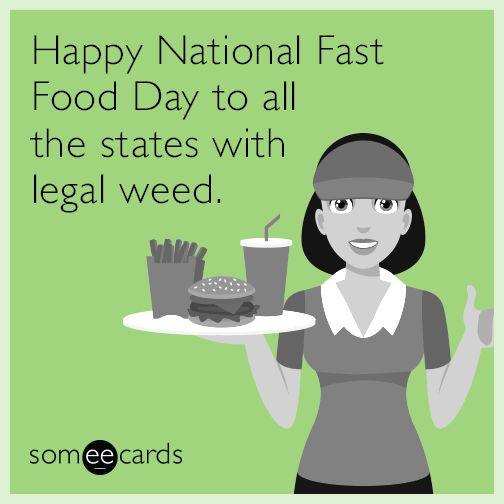 Happy National Fast
Food Day to all
the states with
legal weed.
someecards